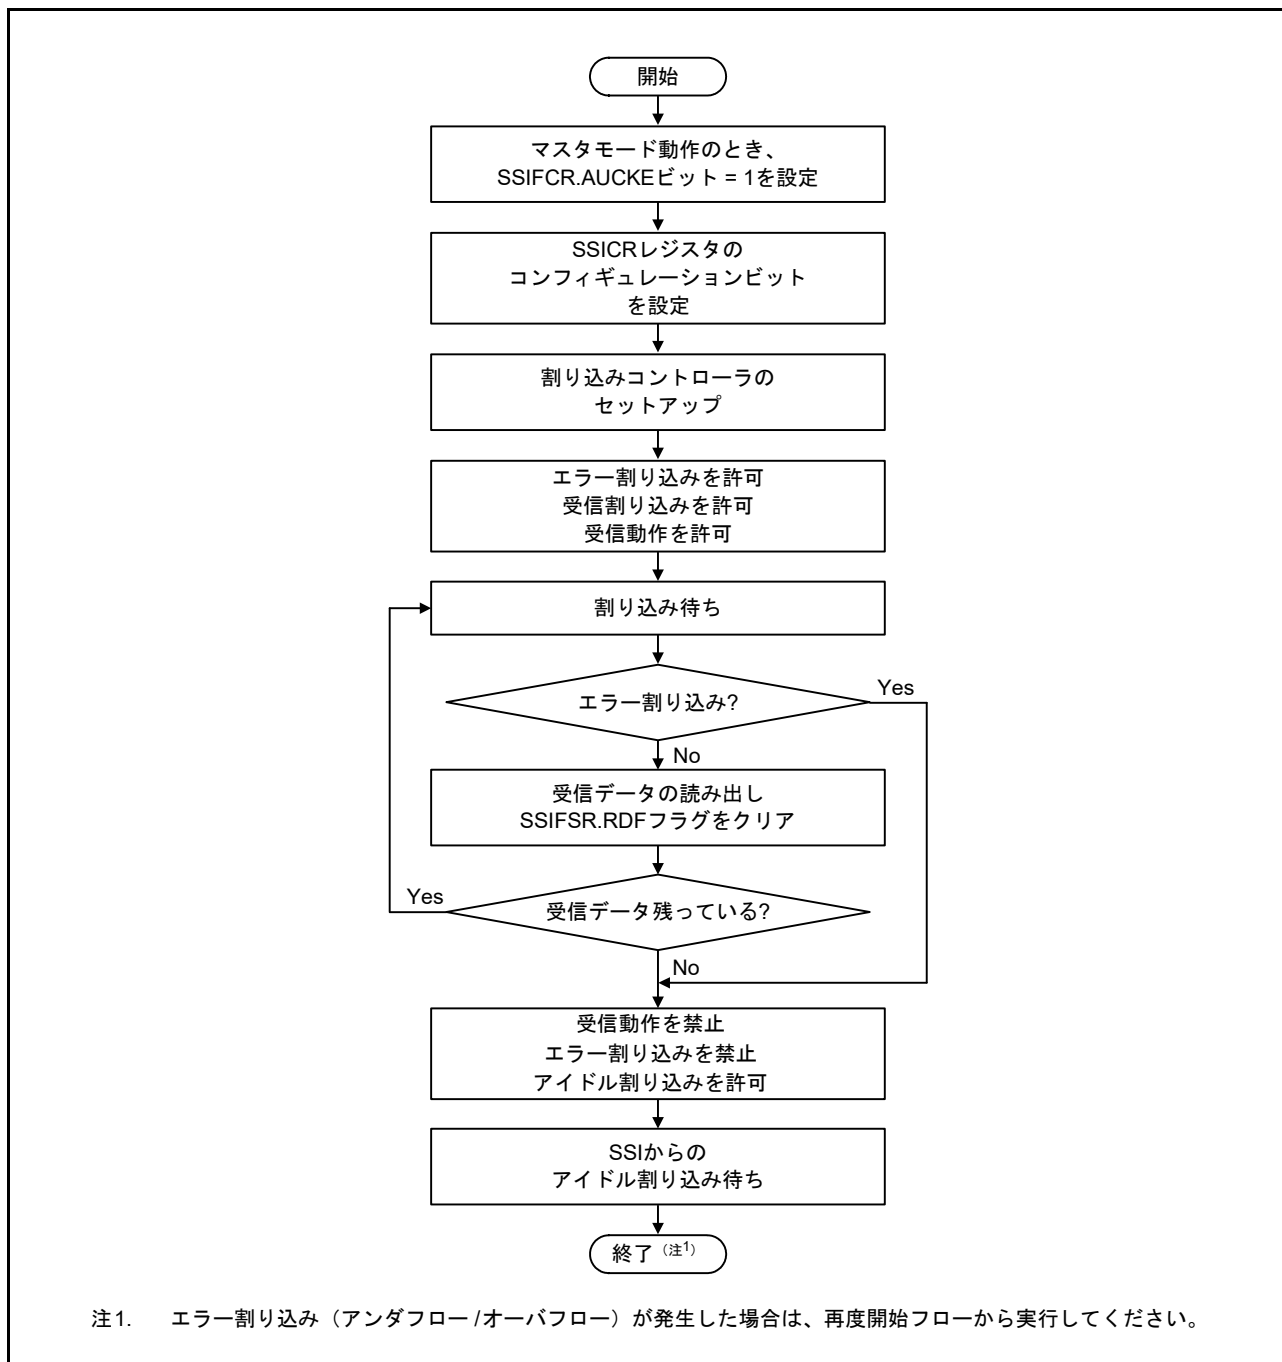 開始
マスタモード動作のとき、
SSIFCR.AUCKEビット = 1を設定
SSICRレジスタの
コンフィギュレーションビット
を設定
割り込みコントローラの
セットアップ
エラー割り込みを許可
受信割り込みを許可
受信動作を許可
割り込み待ち
エラー割り込み?
Yes
No
受信データの読み出し
SSIFSR.RDFフラグをクリア
Yes
受信データ残っている?
No
受信動作を禁止
エラー割り込みを禁止
アイドル割り込みを許可
SSIからの
アイドル割り込み待ち
終了（注1）
注1. エラー割り込み（アンダフロー/オーバフロー）が発生した場合は、再度開始フローから実行してください。